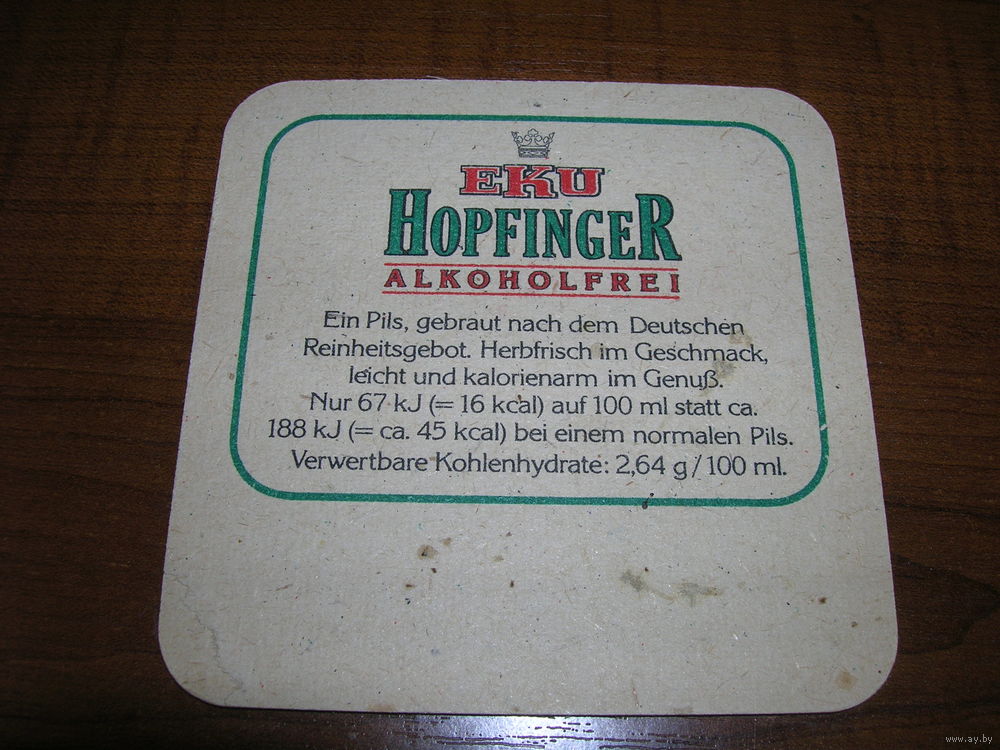 EKU
HOPFINGER
ALKOHOLFREI
Ein Pils, gebraut nach dem Deutschen
Reinheitsgebot. Herbfrisch im Geschmack,
leicht und kalorienarm im Genuß.
Nur 67 kJ (= 16 kcal) auf 100 ml statt ca.
188 kJ (= ca. 45 kcal) bei einem normalen Pils.
Verwertbare Kohlenhydrate: 2,64 g/100 ml.
www.ay.by